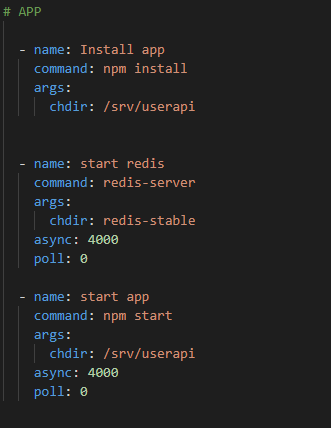 # APP
- name: Install app
command: npm install
args:
chdir: /srv/userapi
- name: start redis
command: redis-server
args:
chdir: redis-stable
async: 4000
poll: 0
- name: start app
command: npm start
args:
chdir: /srv/userapi
async: 4000
poll: 0